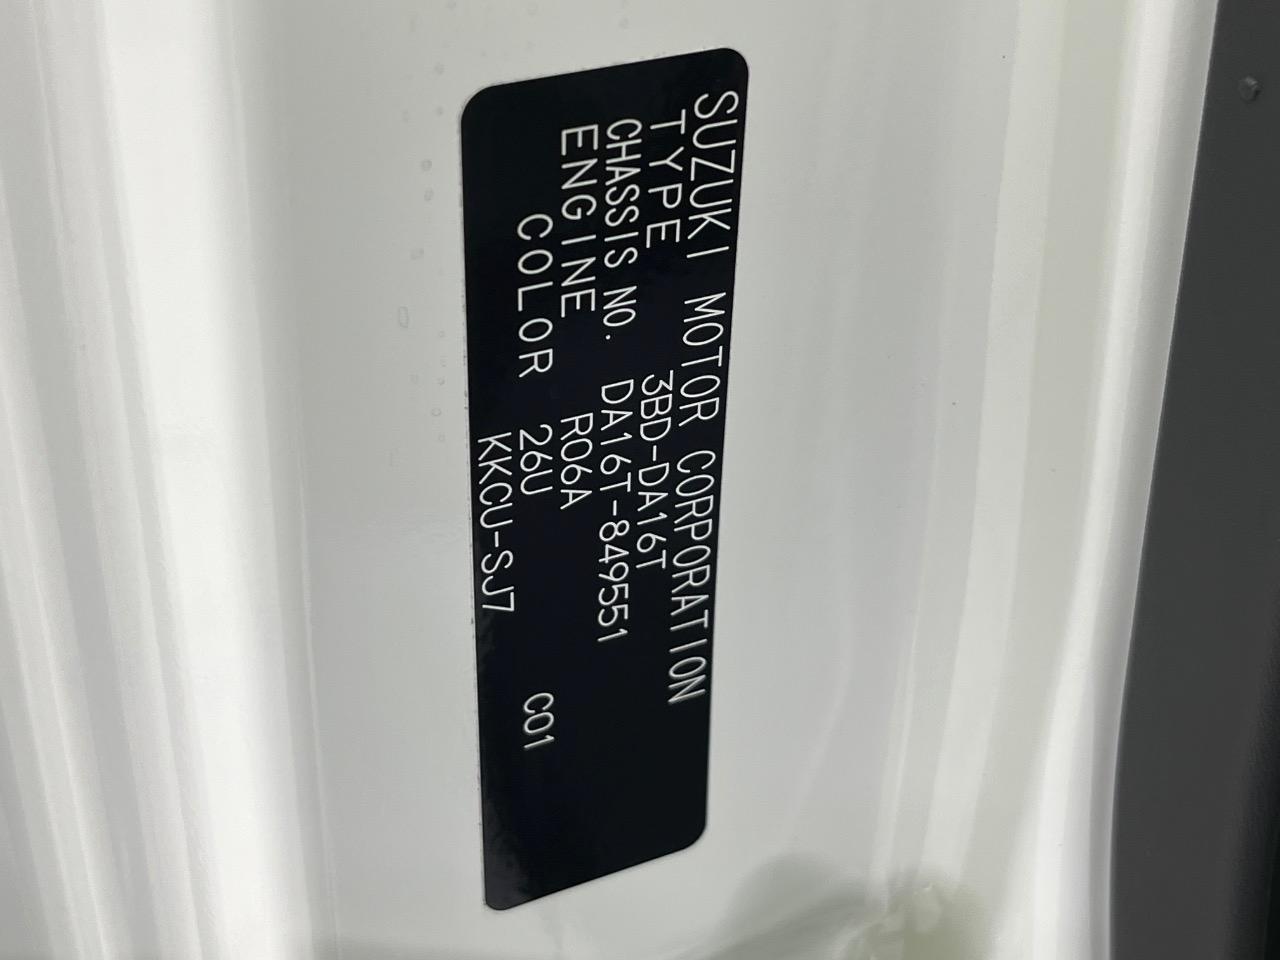 SUZUKI MOTOR CORPORATION
TYPE 3BD-DA16T
CHASSIS NO. DA16T-849551
ENGINE R06A
COLOR 26U C01
KKCU-SJ7